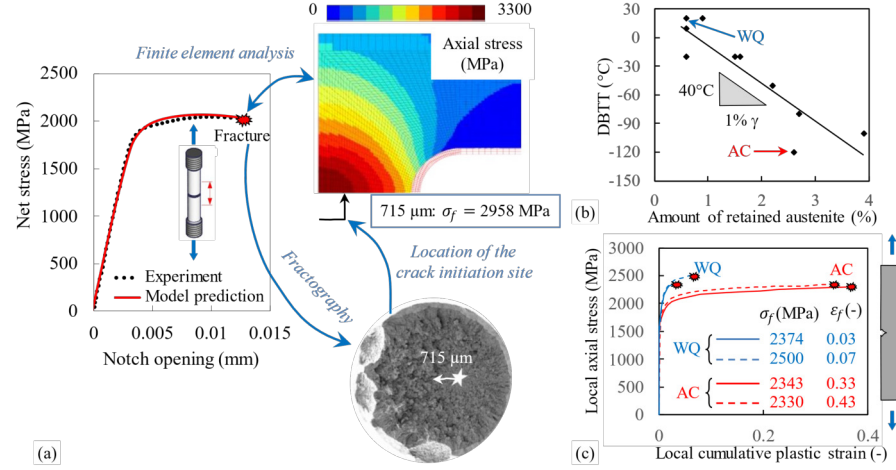 0
3300
Finite element analysis
Axial stress
(MPa)
2500
2000
1500
1000
500
0
Net stress (MPa)
Fracture
Experiment
Model prediction
0
0.005
0.01
0.015
Notch opening (mm)
715 µm: σf = 2958 MPa
Fractography
Location of the
crack initiation site
715 µm
(a)
30
0
-30
-60
-90
-120
-150
DBTT (°C)
WQ
40°C
1% γ
AC
0
1
2
3
4
Amount of retained austenite (%)
(b)
3000
2500
2000
1500
1000
500
0
Local axial stress (MPa)
WQ
AC
σf (MPa) εf (-)
WQ
2374 0.03
2500 0.07
AC
2343 0.33
2330 0.43
0
0.2
0.4
Local cumulative plastic strain (-)
(c)